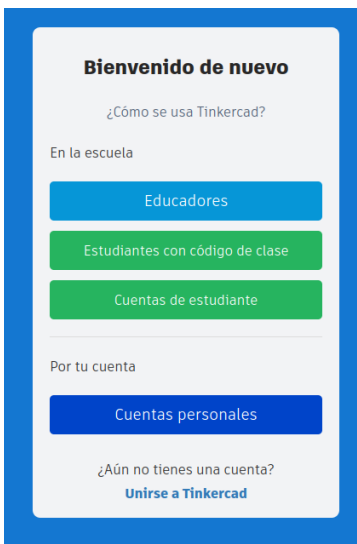 Bienvenido de nuevo
¿Cómo se usa Tinkercad?
En la escuela
Educadores
Estudiantes con código de clase
Cuentas de estudiante
Por tu cuenta
Cuentas personales
¿Aún no tienes una cuenta?
Unirse a Tinkercad